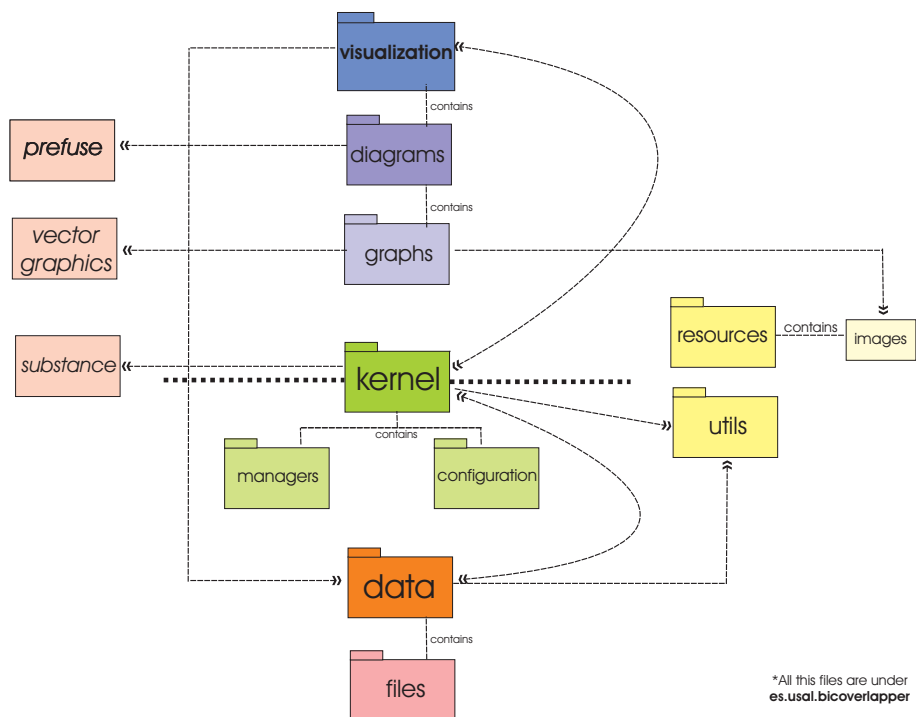 visualization
contains
prefuse
diagrams
contains
vector
graphics
graphs
resources
contains
images
substance
kernel
contains
utils
managers
configuration
data
contains
files
*All this files are under
es.usal.bicoverlapper